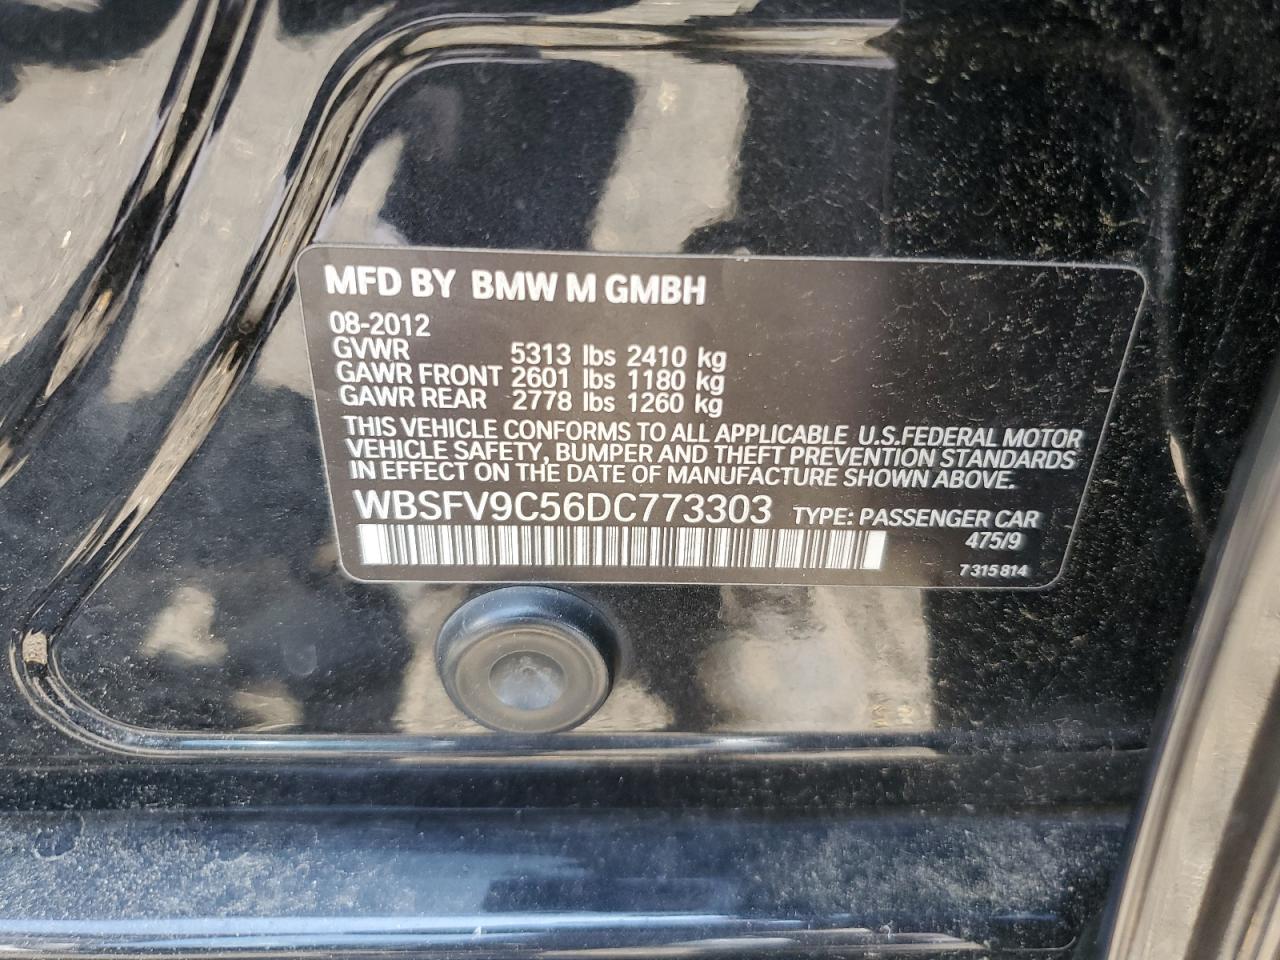 MFD BY BMW M GMBH
08-2012
GVWR 5313 lbs 2410 kg
GAWR FRONT 2601 lbs 1180 kg
GAWR REAR 2778 lbs 1260 kg
THIS VEHICLE CONFORMS TO ALL APPLICABLE U.S.FEDERAL MOTOR
VEHICLE SAFETY, BUMPER AND THEFT PREVENTION STANDARDS
IN EFFECT ON THE DATE OF MANUFACTURE SHOWN ABOVE.
WBSFV9C56DC773303 TYPE: PASSENGER CAR
475/9
7 315 814